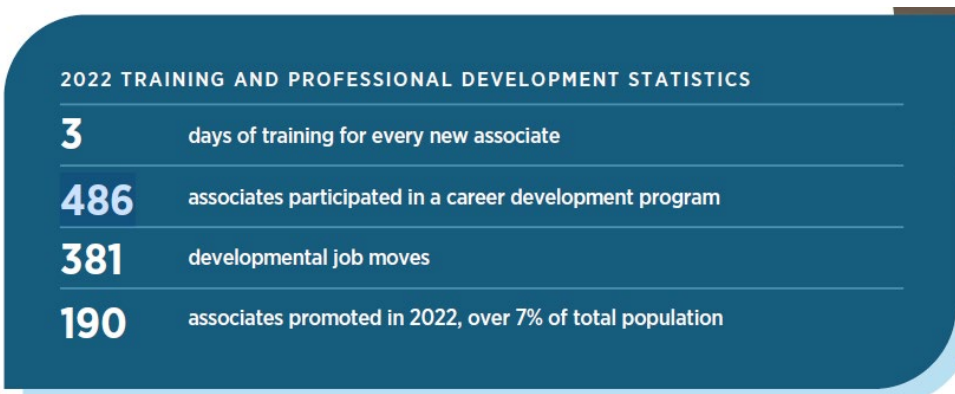 2022 TRAINING AND PROFESSIONAL DEVELOPMENT STATISTICS
3 days of training for every new associate
486 associates participated in a career development program
381 developmental job moves
190 associates promoted in 2022, over 7% of total population